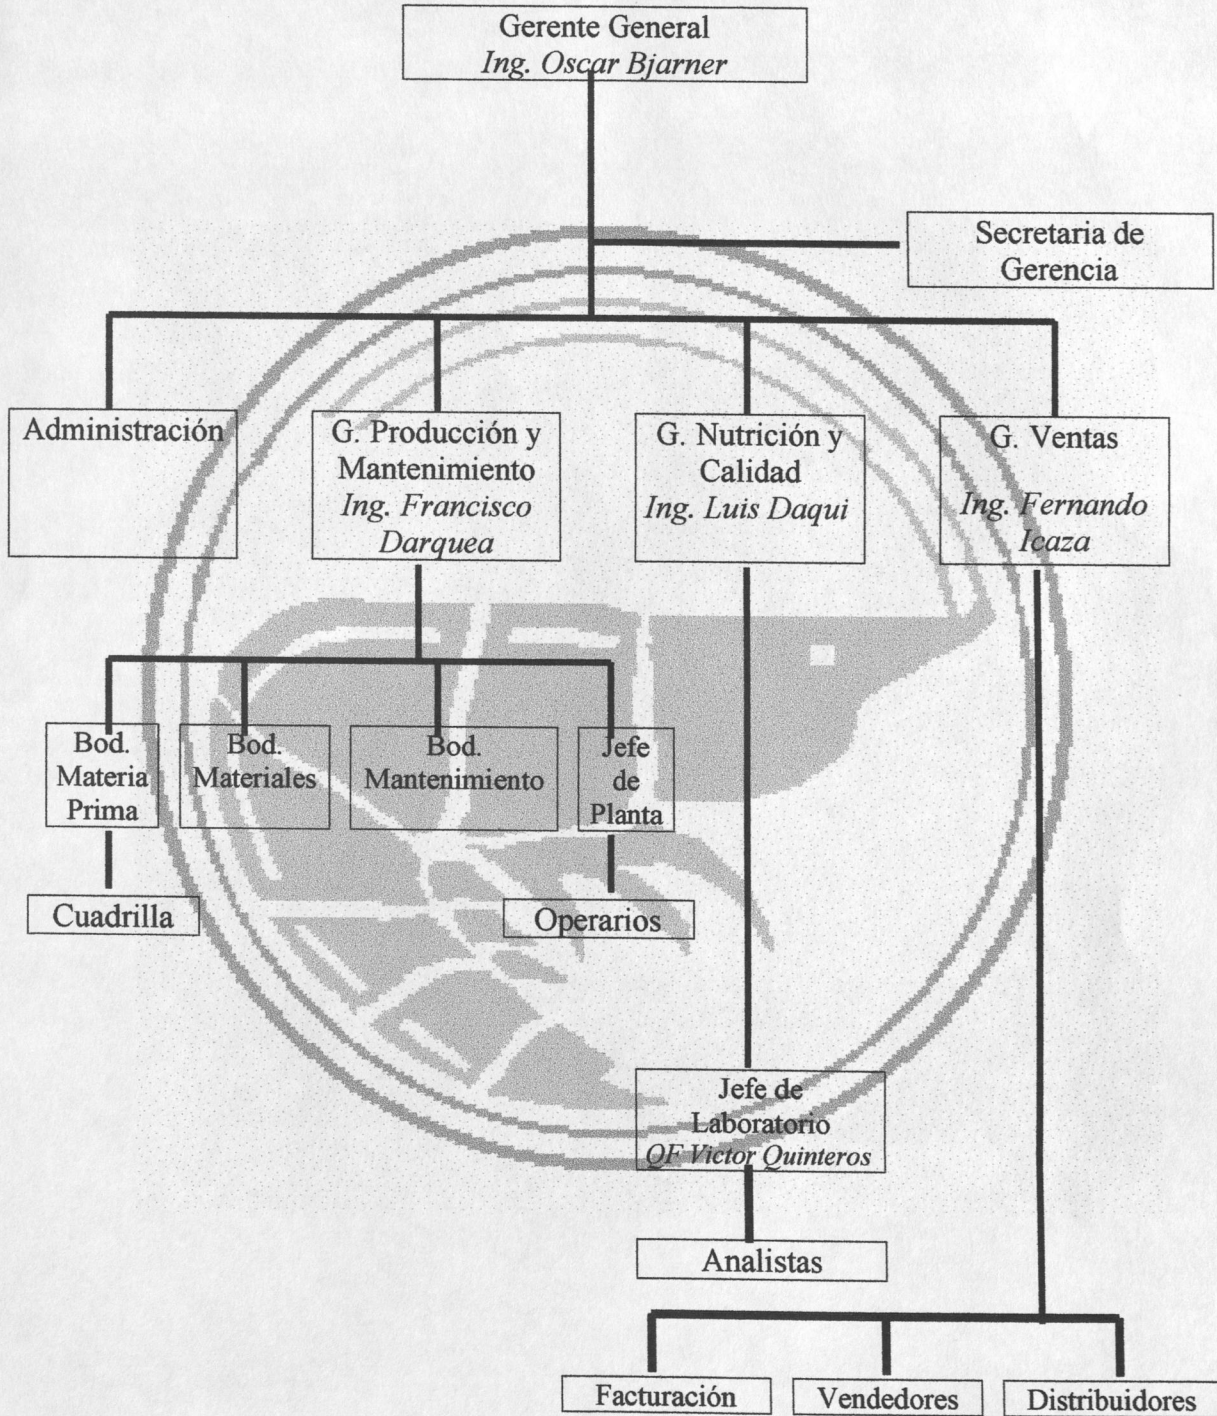 Gerente General
Ing. Oscar Bjarner
Secretaria de
Gerencia
Administración
G. Producción y
Mantenimiento
Ing. Francisco
Darquea
G. Nutrición y
Calidad
Ing. Luis Daqui
G. Ventas
Ing. Fernando
Icaza
Bod.
Materia
Prima
Bod.
Materiales
Bod.
Mantenimiento
Jefe
de
Planta
Cuadrilla
Operarios
Jefe de
Laboratorio
QF Victor Quinteros
Analistas
Facturación
Vendedores
Distribuidores